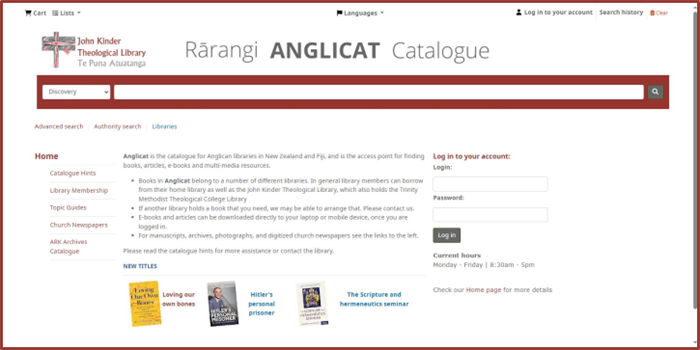 Cart Lists
Languages
Log in to your account Search history Clear
John Kinder
Theological Library
Te Puna Atuatanga
Rārangi ANGLICAT Catalogue
Discovery
Advanced search Authority search Libraries
Home
Catalogue Hints
Library Membership
Topic Guides
Church Newspapers
ARK Archives
Catalogue
Anglicat is the catalogue for Anglican libraries in New Zealand and Fiji, and is the access point for finding
books, articles, e-books and multi-media resources.
Books in Anglicat belong to a number of different libraries. In general library members can borrow
from their home library as well as the John Kinder Theological Library, which also holds the Trinity
Methodist Theological College Library
If another library holds a book that you need, we may be able to arrange that. Please contact us.
E-books and articles can be downloaded directly to your laptop or mobile device, once you are
logged in.
For manuscripts, archives, photographs, and digitized church newspapers see the links to the left.
Please read the catalogue hints for more assistance or contact the library.
NEW TITLES
Loving Our Own Bones
Loving our
own bones
HITLER'S PERSONAL PRISONER
Hitler's
personal
prisoner
The Scripture and
hermeneutics seminar
Log in to your account:
Login:
Password:
Log in
Current hours
Monday - Friday | 8:30am - 5pm
Check our Home page for more details